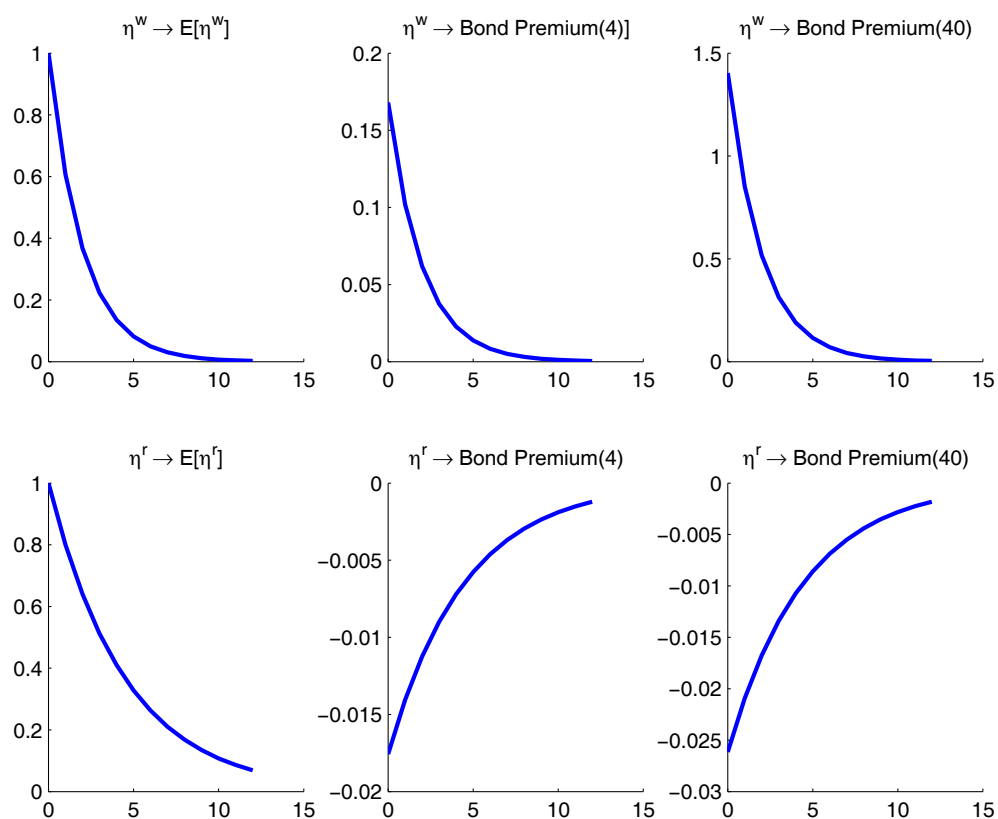 η^w → E[η^w]
1
0.8
0.6
0.4
0.2
0
0 5 10 15
η^w → Bond Premium(4)]
0.2
0.15
0.1
0.05
0
0 5 10 15
η^w → Bond Premium(40)
1.5
1
0.5
0
0 5 10 15
η^r → E[η^r]
1
0.8
0.6
0.4
0.2
0
0 5 10 15
η^r → Bond Premium(4)
0
−0.005
−0.01
−0.015
−0.02
0 5 10 15
η^r → Bond Premium(40)
0
−0.005
−0.01
−0.015
−0.02
−0.025
−0.03
0 5 10 15